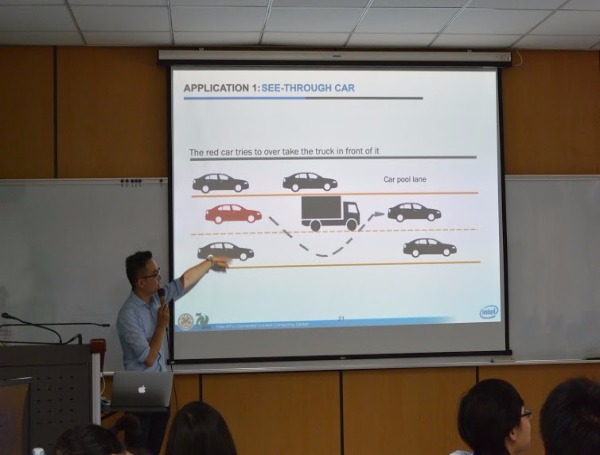 APPLICATION 1: SEE-THROUGH CAR
The red car tries to over take the truck in front of it
Car pool lane
21
intel